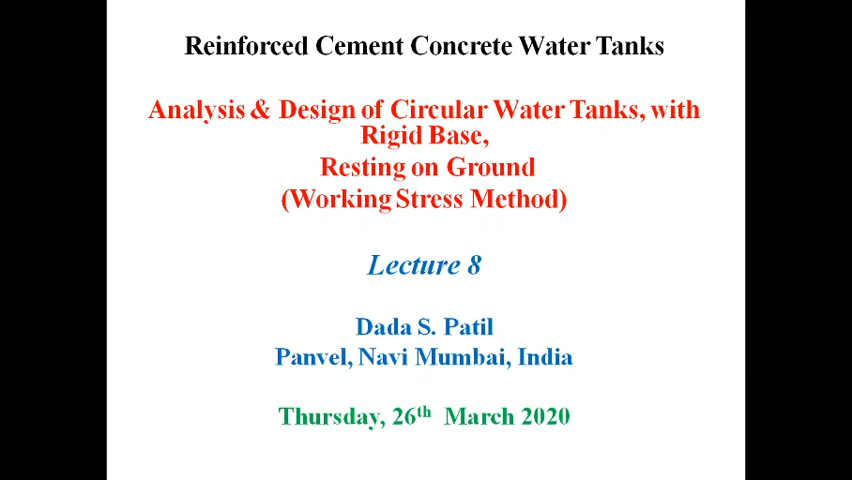 Reinforced Cement Concrete Water Tanks
Analysis & Design of Circular Water Tanks, with
Rigid Base,
Resting on Ground
(Working Stress Method)
Lecture 8
Dada S. Patil
Panvel, Navi Mumbai, India
Thursday, 26th March 2020